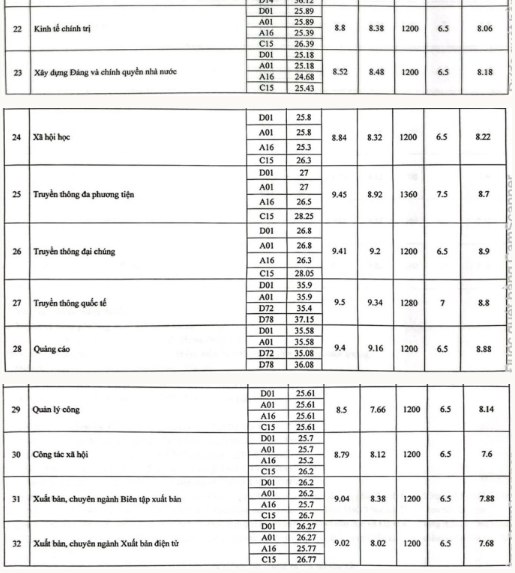 D14 36.12
D01 25.89
22 Kinh tế chính trị A01 25.89 8.8 8.38 1200 6.5 8.06
A16 25.39
C15 26.39
D01 25.18
23 Xây dựng Đảng và chính quyền nhà nước A01 25.18 8.52 8.48 1200 6.5 8.18
A16 24.68
C15 25.43
D01 25.8
24 Xã hội học A01 25.8 8.84 8.32 1200 6.5 8.22
A16 25.3
C15 26.3
D01 27
25 Truyền thông đa phương tiện A01 27 9.45 8.92 1360 7.5 8.7
A16 26.5
C15 28.25
D01 26.8
26 Truyền thông đại chúng A01 26.8 9.41 9.2 1200 6.5 8.9
A16 26.3
C15 28.05
D01 35.9
27 Truyền thông quốc tế A01 35.9 9.5 9.34 1280 7 8.8
D72 35.4
D78 37.15
D01 35.58
28 Quảng cáo A01 35.58 9.4 9.16 1200 6.5 8.88
D72 35.08
D78 36.08
D01 25.61
29 Quản lý công A01 25.61 8.5 7.66 1200 6.5 8.14
A16 25.61
C15 25.61
D01 25.7
30 Công tác xã hội A01 25.7 8.79 8.12 1200 6.5 7.6
A16 25.2
C15 26.2
D01 26.2
31 Xuất bản, chuyên ngành Biên tập xuất bản A01 26.2 9.04 8.38 1200 6.5 7.88
A16 25.7
C15 26.7
D01 26.27
32 Xuất bản, chuyên ngành Xuất bản điện tử A01 26.27 9.02 8.02 1200 6.5 7.68
A16 25.77
C15 26.77